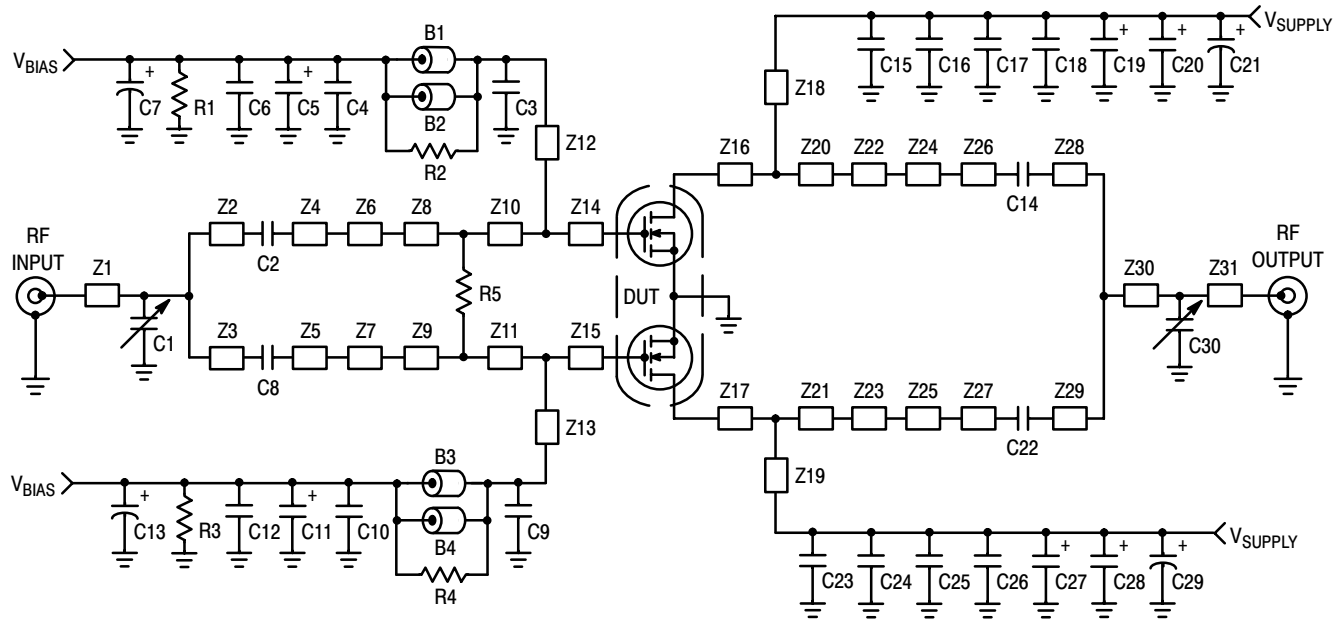 V_SUPPLY
C15 C16 C17 C18 + C19 + C20 + C21
B1
V_BIAS
+ C7 R1 C6 + C5 C4 B2 C3
R2
Z12
Z18
Z16 Z20 Z22 Z24 Z26 Z28
C14
Z2 Z4 Z6 Z8 Z10 Z14
C2
RF
INPUT
Z1
C1
R5
DUT
RF
OUTPUT
Z30 Z31
C30
Z3 Z5 Z7 Z9 Z11 Z15
C8
Z17 Z21 Z23 Z25 Z27 Z29
C22
Z13
Z19
B3
V_BIAS
+ C13 R3 C12 + C11 C10 B4 C9
R4
V_SUPPLY
C23 C24 C25 C26 + C27 + C28 + C29